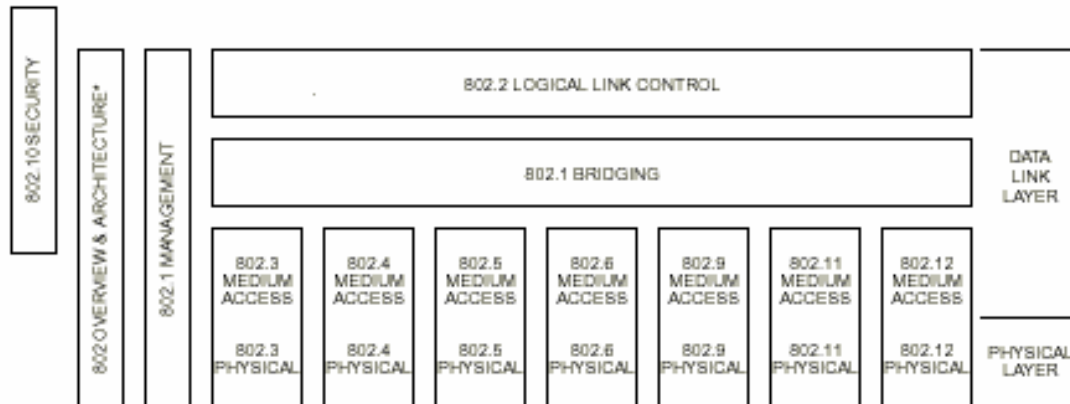 802.10 SECURITY
802 OVERVIEW & ARCHITECTURE*
802.1 MANAGEMENT
802.2 LOGICAL LINK CONTROL
802.1 BRIDGING
DATA
LINK
LAYER
802.3
MEDIUM
ACCESS
802.4
MEDIUM
ACCESS
802.5
MEDIUM
ACCESS
802.6
MEDIUM
ACCESS
802.9
MEDIUM
ACCESS
802.11
MEDIUM
ACCESS
802.12
MEDIUM
ACCESS
802.3
PHYSICAL
802.4
PHYSICAL
802.5
PHYSICAL
802.6
PHYSICAL
802.9
PHYSICAL
802.11
PHYSICAL
802.12
PHYSICAL
PHYSICAL
LAYER